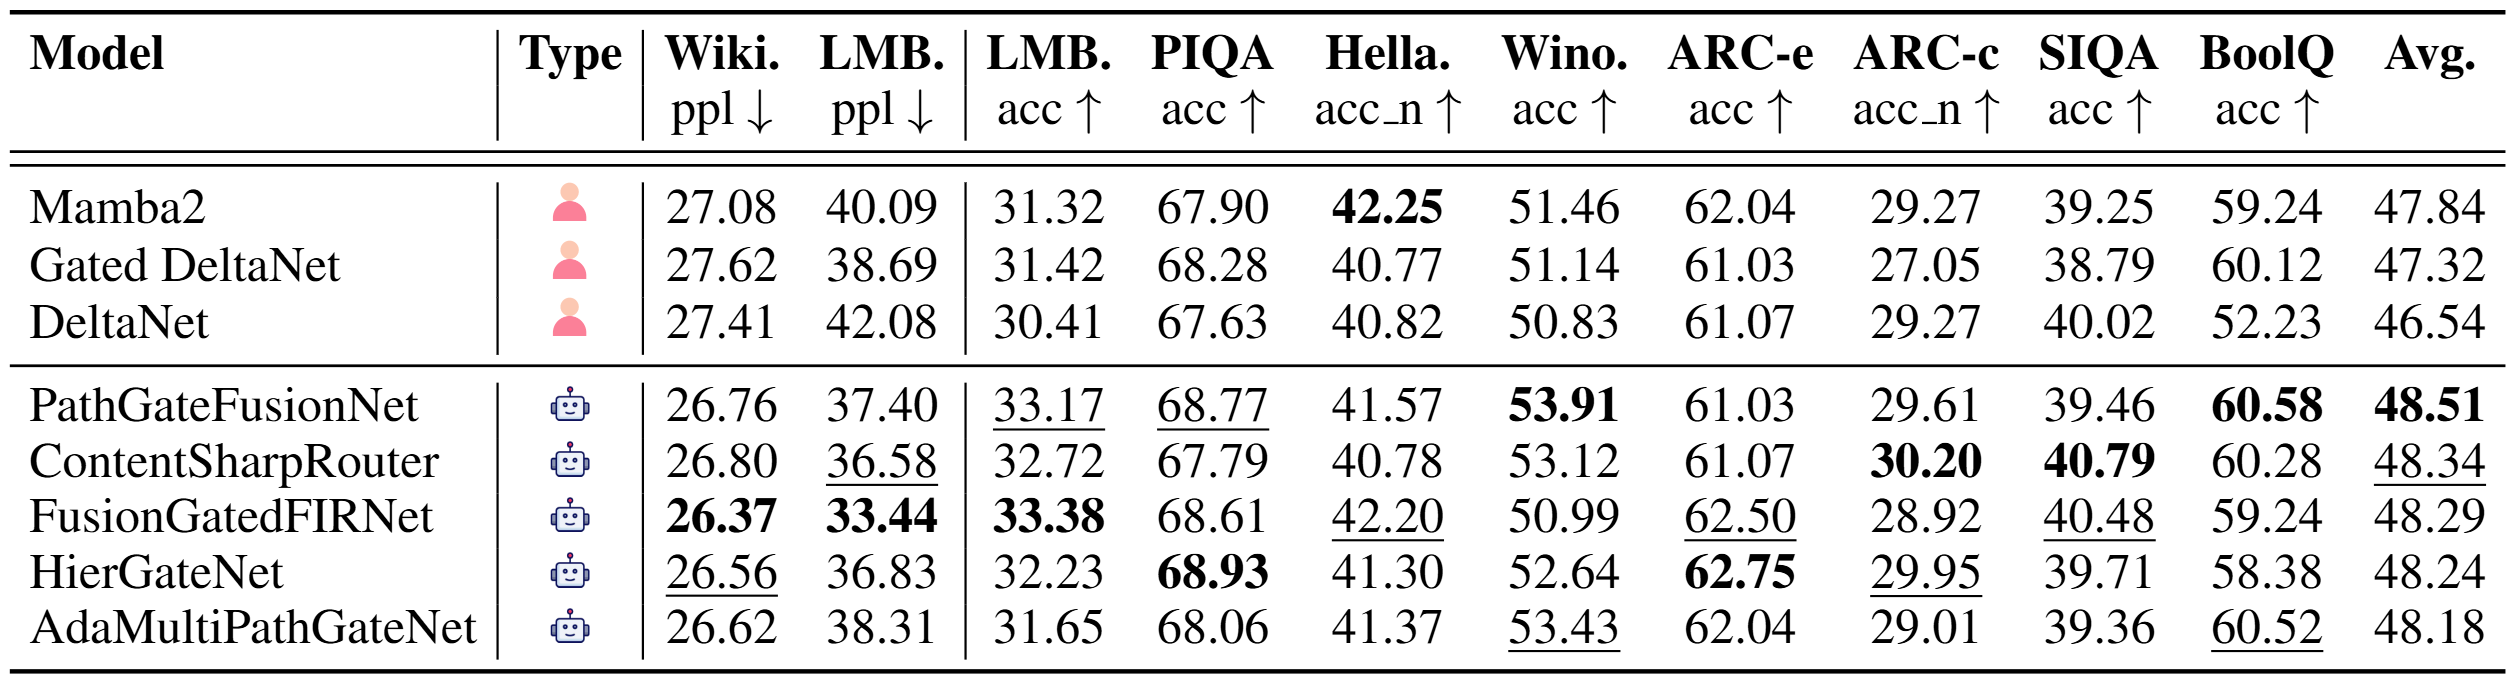 Model Type Wiki. LMB. LMB. PIQA Hella. Wino. ARC-e ARC-c SIQA BoolQ Avg.
ppl ↓ ppl ↓ acc ↑ acc ↑ acc_n ↑ acc ↑ acc ↑ acc_n ↑ acc ↑ acc ↑
Mamba2 27.08 40.09 31.32 67.90 42.25 51.46 62.04 29.27 39.25 59.24 47.84
Gated DeltaNet 27.62 38.69 31.42 68.28 40.77 51.14 61.03 27.05 38.79 60.12 47.32
DeltaNet 27.41 42.08 30.41 67.63 40.82 50.83 61.07 29.27 40.02 52.23 46.54
PathGateFusionNet 26.76 37.40 33.17 68.77 41.57 53.91 61.03 29.61 39.46 60.58 48.51
ContentSharpRouter 26.80 36.58 32.72 67.79 40.78 53.12 61.07 30.20 40.79 60.28 48.34
FusionGatedFIRNet 26.37 33.44 33.38 68.61 42.20 50.99 62.50 28.92 40.48 59.24 48.29
HierGateNet 26.56 36.83 32.23 68.93 41.30 52.64 62.75 29.95 39.71 58.38 48.24
AdaMultiPathGateNet 26.62 38.31 31.65 68.06 41.37 53.43 62.04 29.01 39.36 60.52 48.18